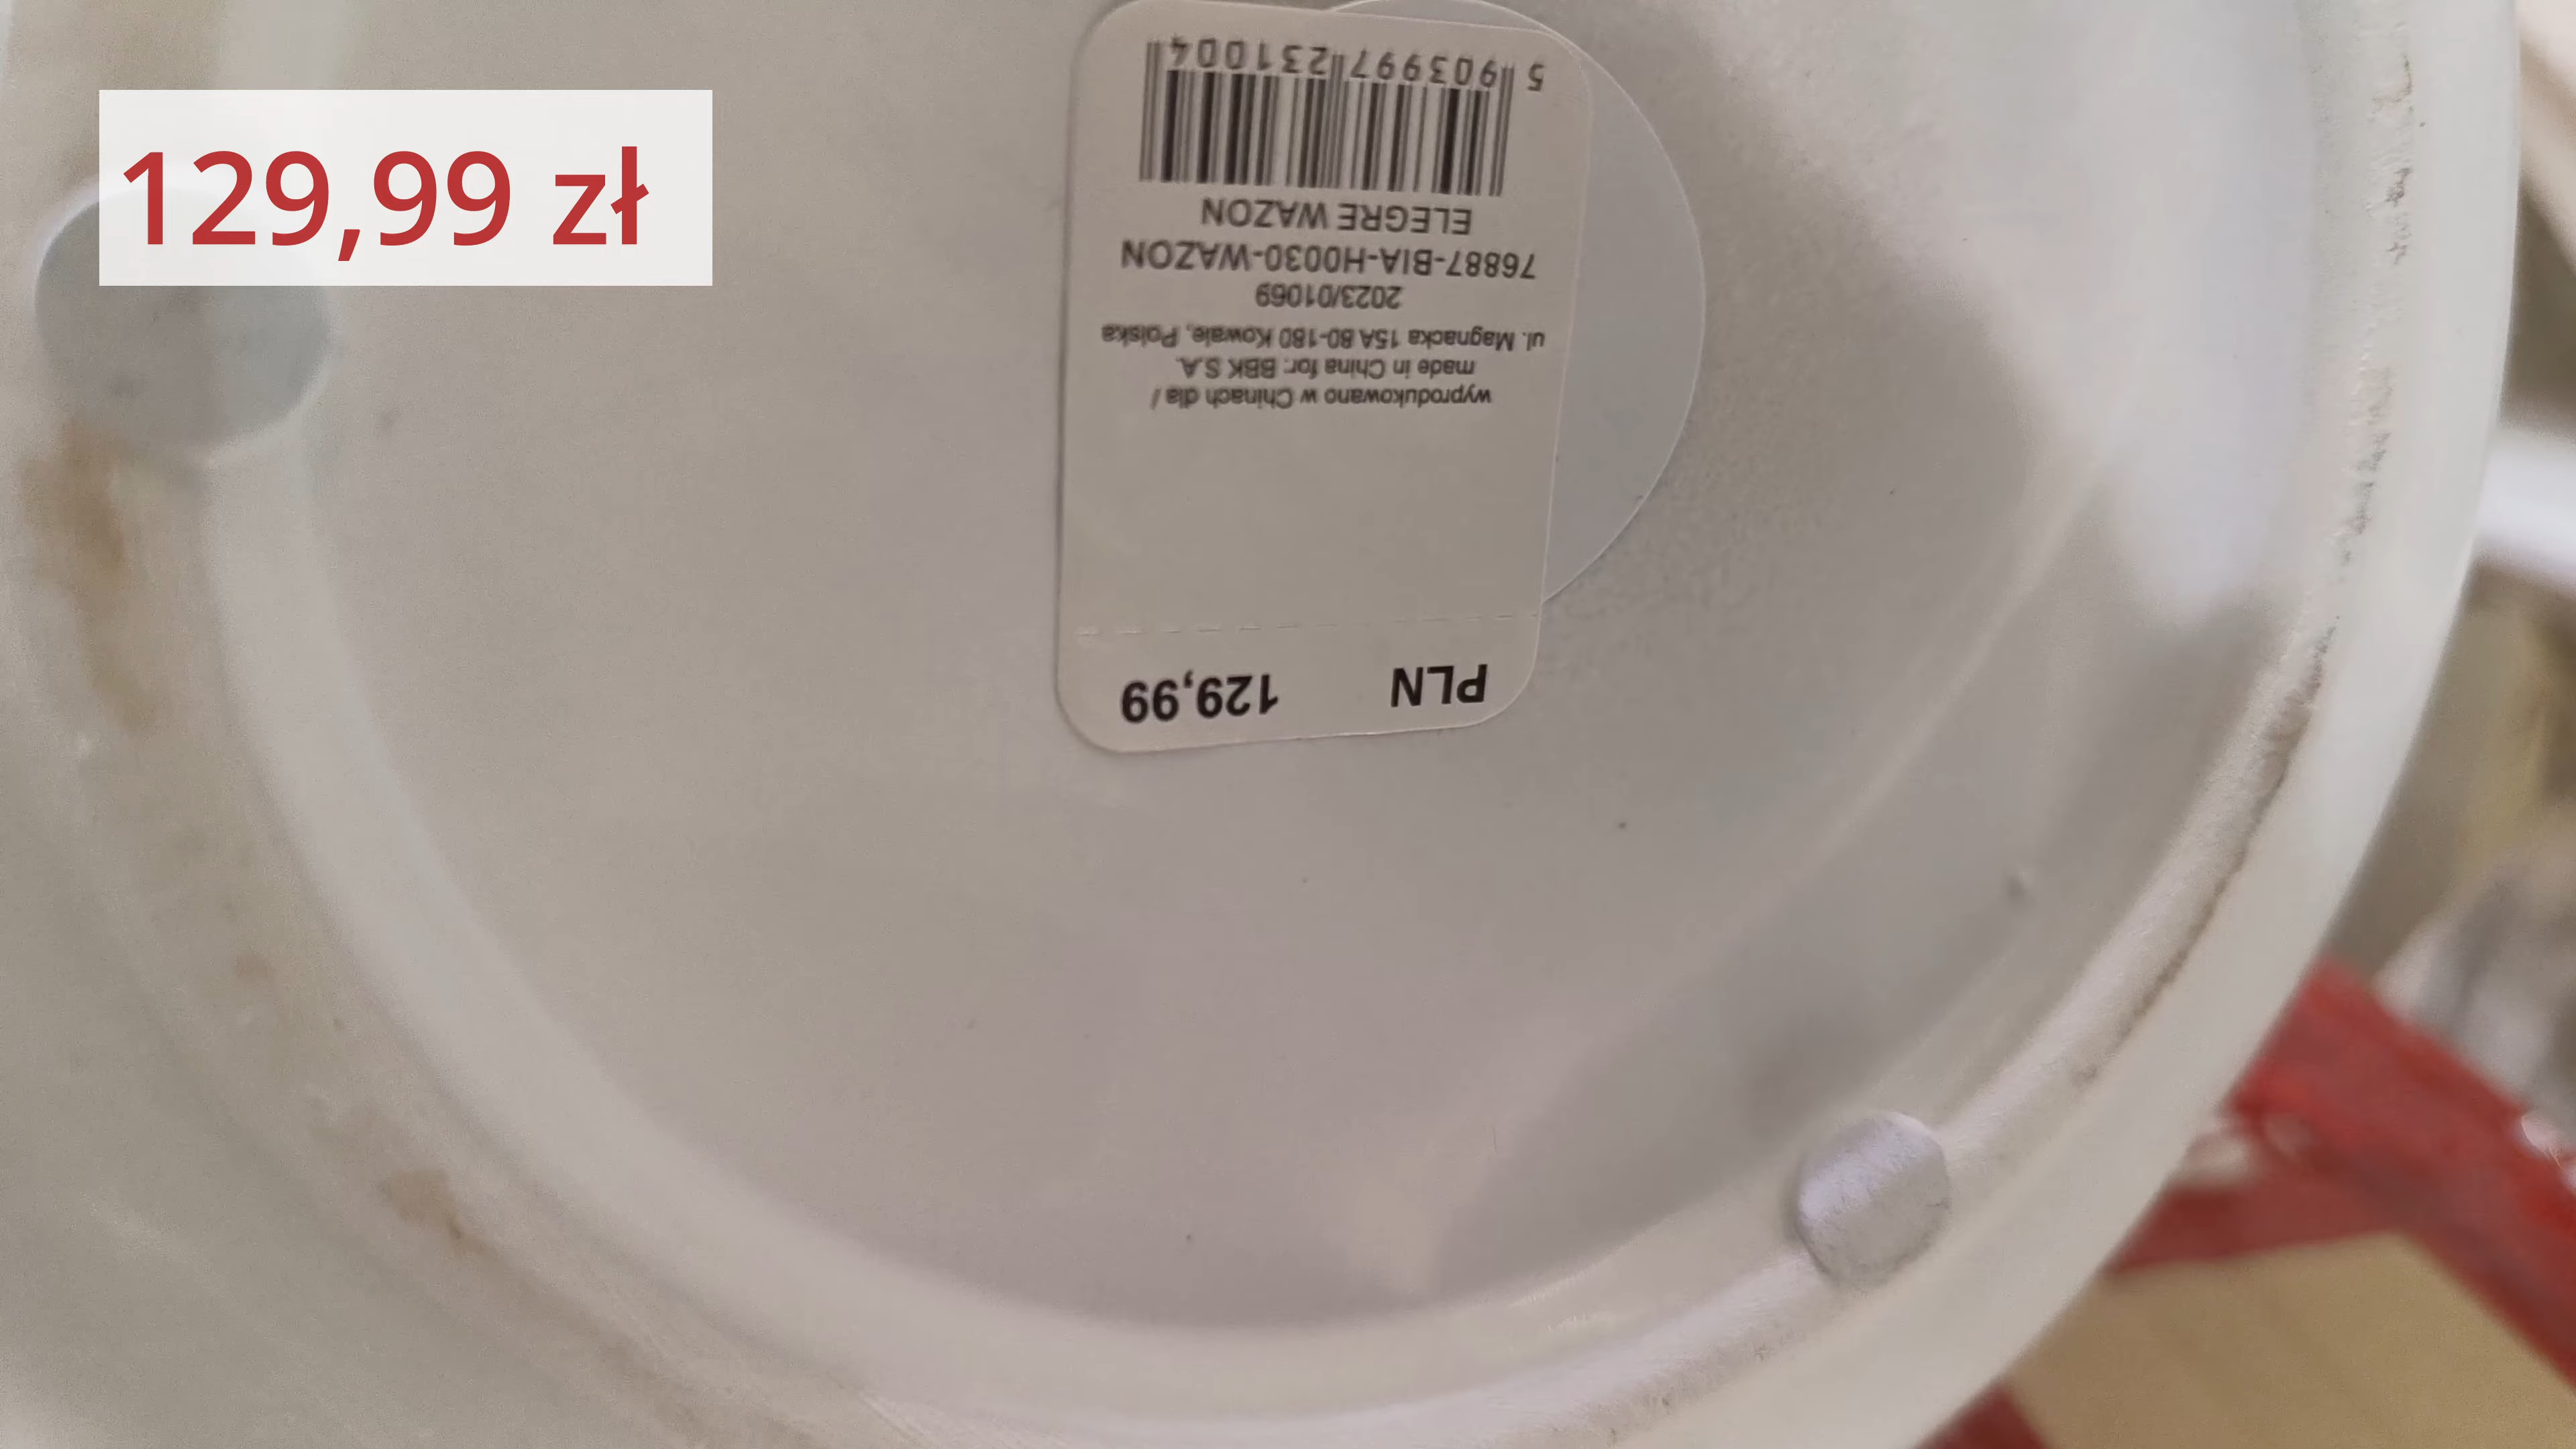 129,99 zł
PLN 129,99
wyprodukowano w Chinach dla /
made in China for: BBK S.A.
ul. Magnacka 15A 80-180 Kowale, Polska
2023/01069
76887-BIA-H0030-WAZON
ELEGRE WAZON
5 903997 231004